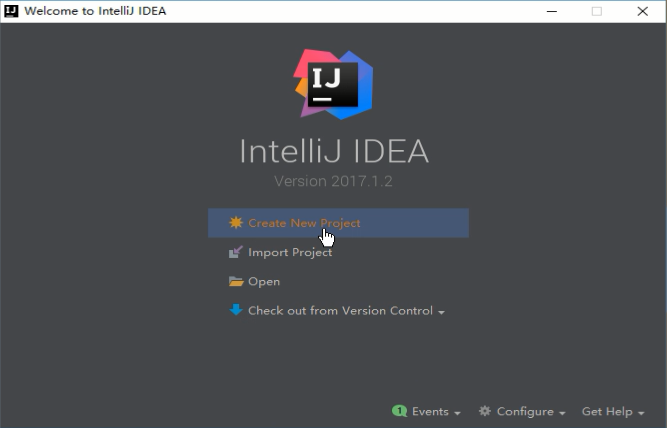 Welcome to IntelliJ IDEA
IJ
IntelliJ IDEA
Version 2017.1.2
Create New Project
Import Project
Open
Check out from Version Control
1 Events Configure Get Help